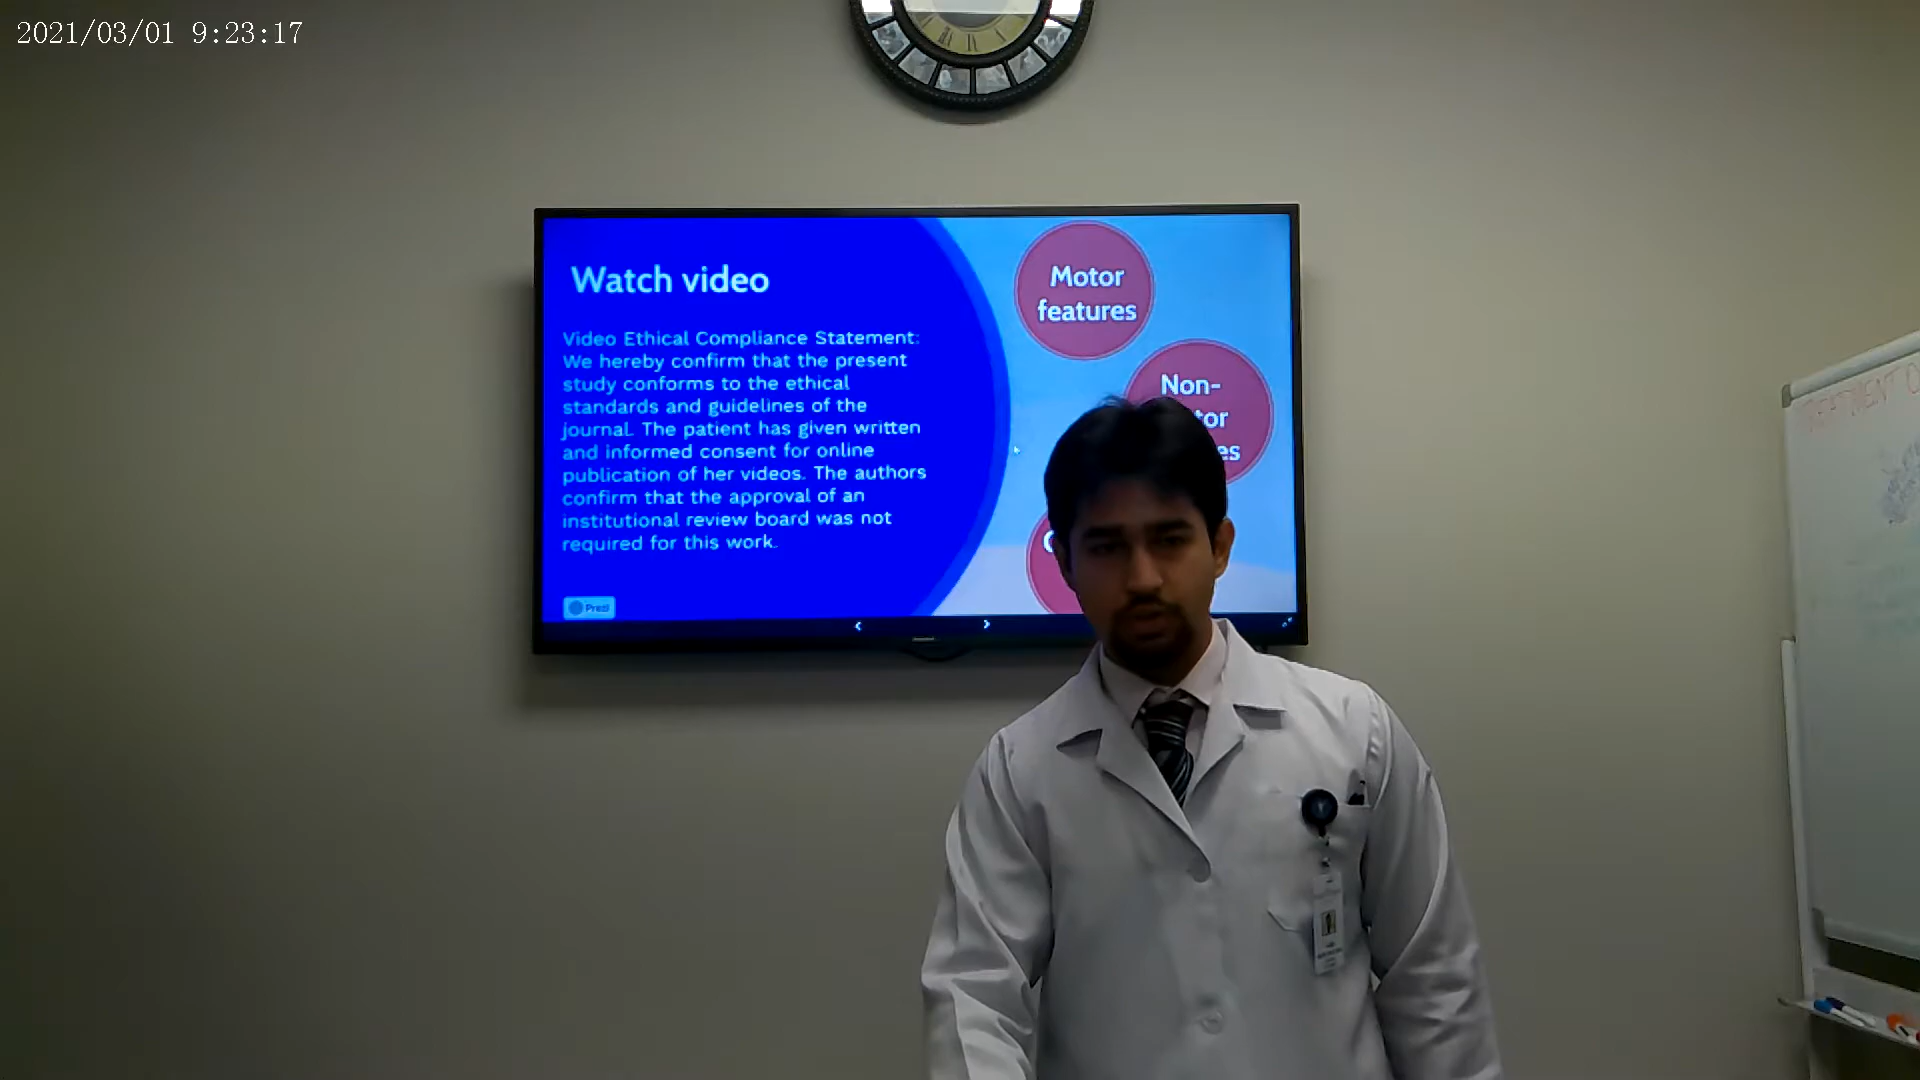 2021/03/01 9:23:17
Watch video
Video Ethical Compliance Statement:
We hereby confirm that the present
study conforms to the ethical
standards and guidelines of the
journal. The patient has given written
and informed consent for online
publication of her videos. The authors
confirm that the approval of an
institutional review board was not
required for this work.
Prezi
Motor
features
Non-